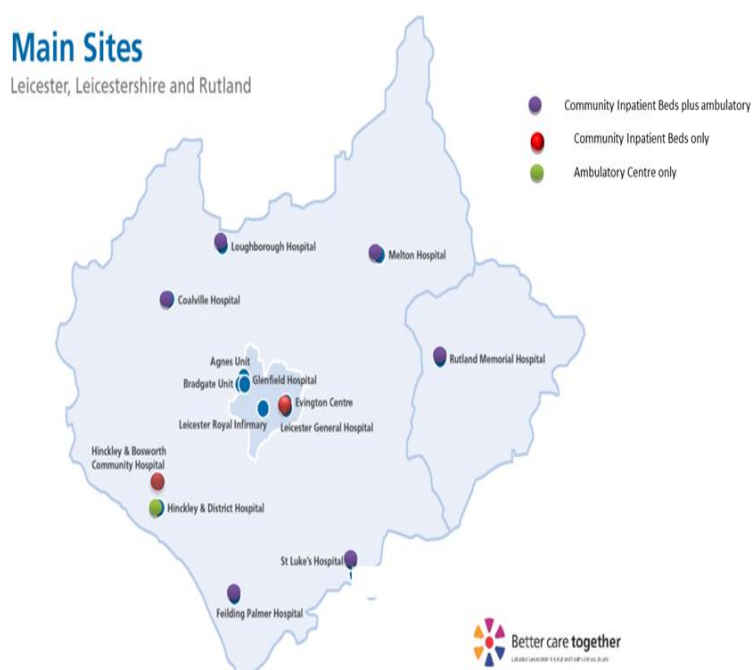 Main Sites
Leicester, Leicestershire and Rutland
Community Inpatient Beds plus ambulatory
Community Inpatient Beds only
Ambulatory Centre only
Loughborough Hospital
Melton Hospital
Coalville Hospital
Rutland Memorial Hospital
Agnes Unit
Bradgate Unit
Glenfield Hospital
Evington Centre
Leicester Royal Infirmary
Leicester General Hospital
Hinckley & Bosworth
Community Hospital
Hinckley & District Hospital
St Luke's Hospital
Feilding Palmer Hospital
Better care together